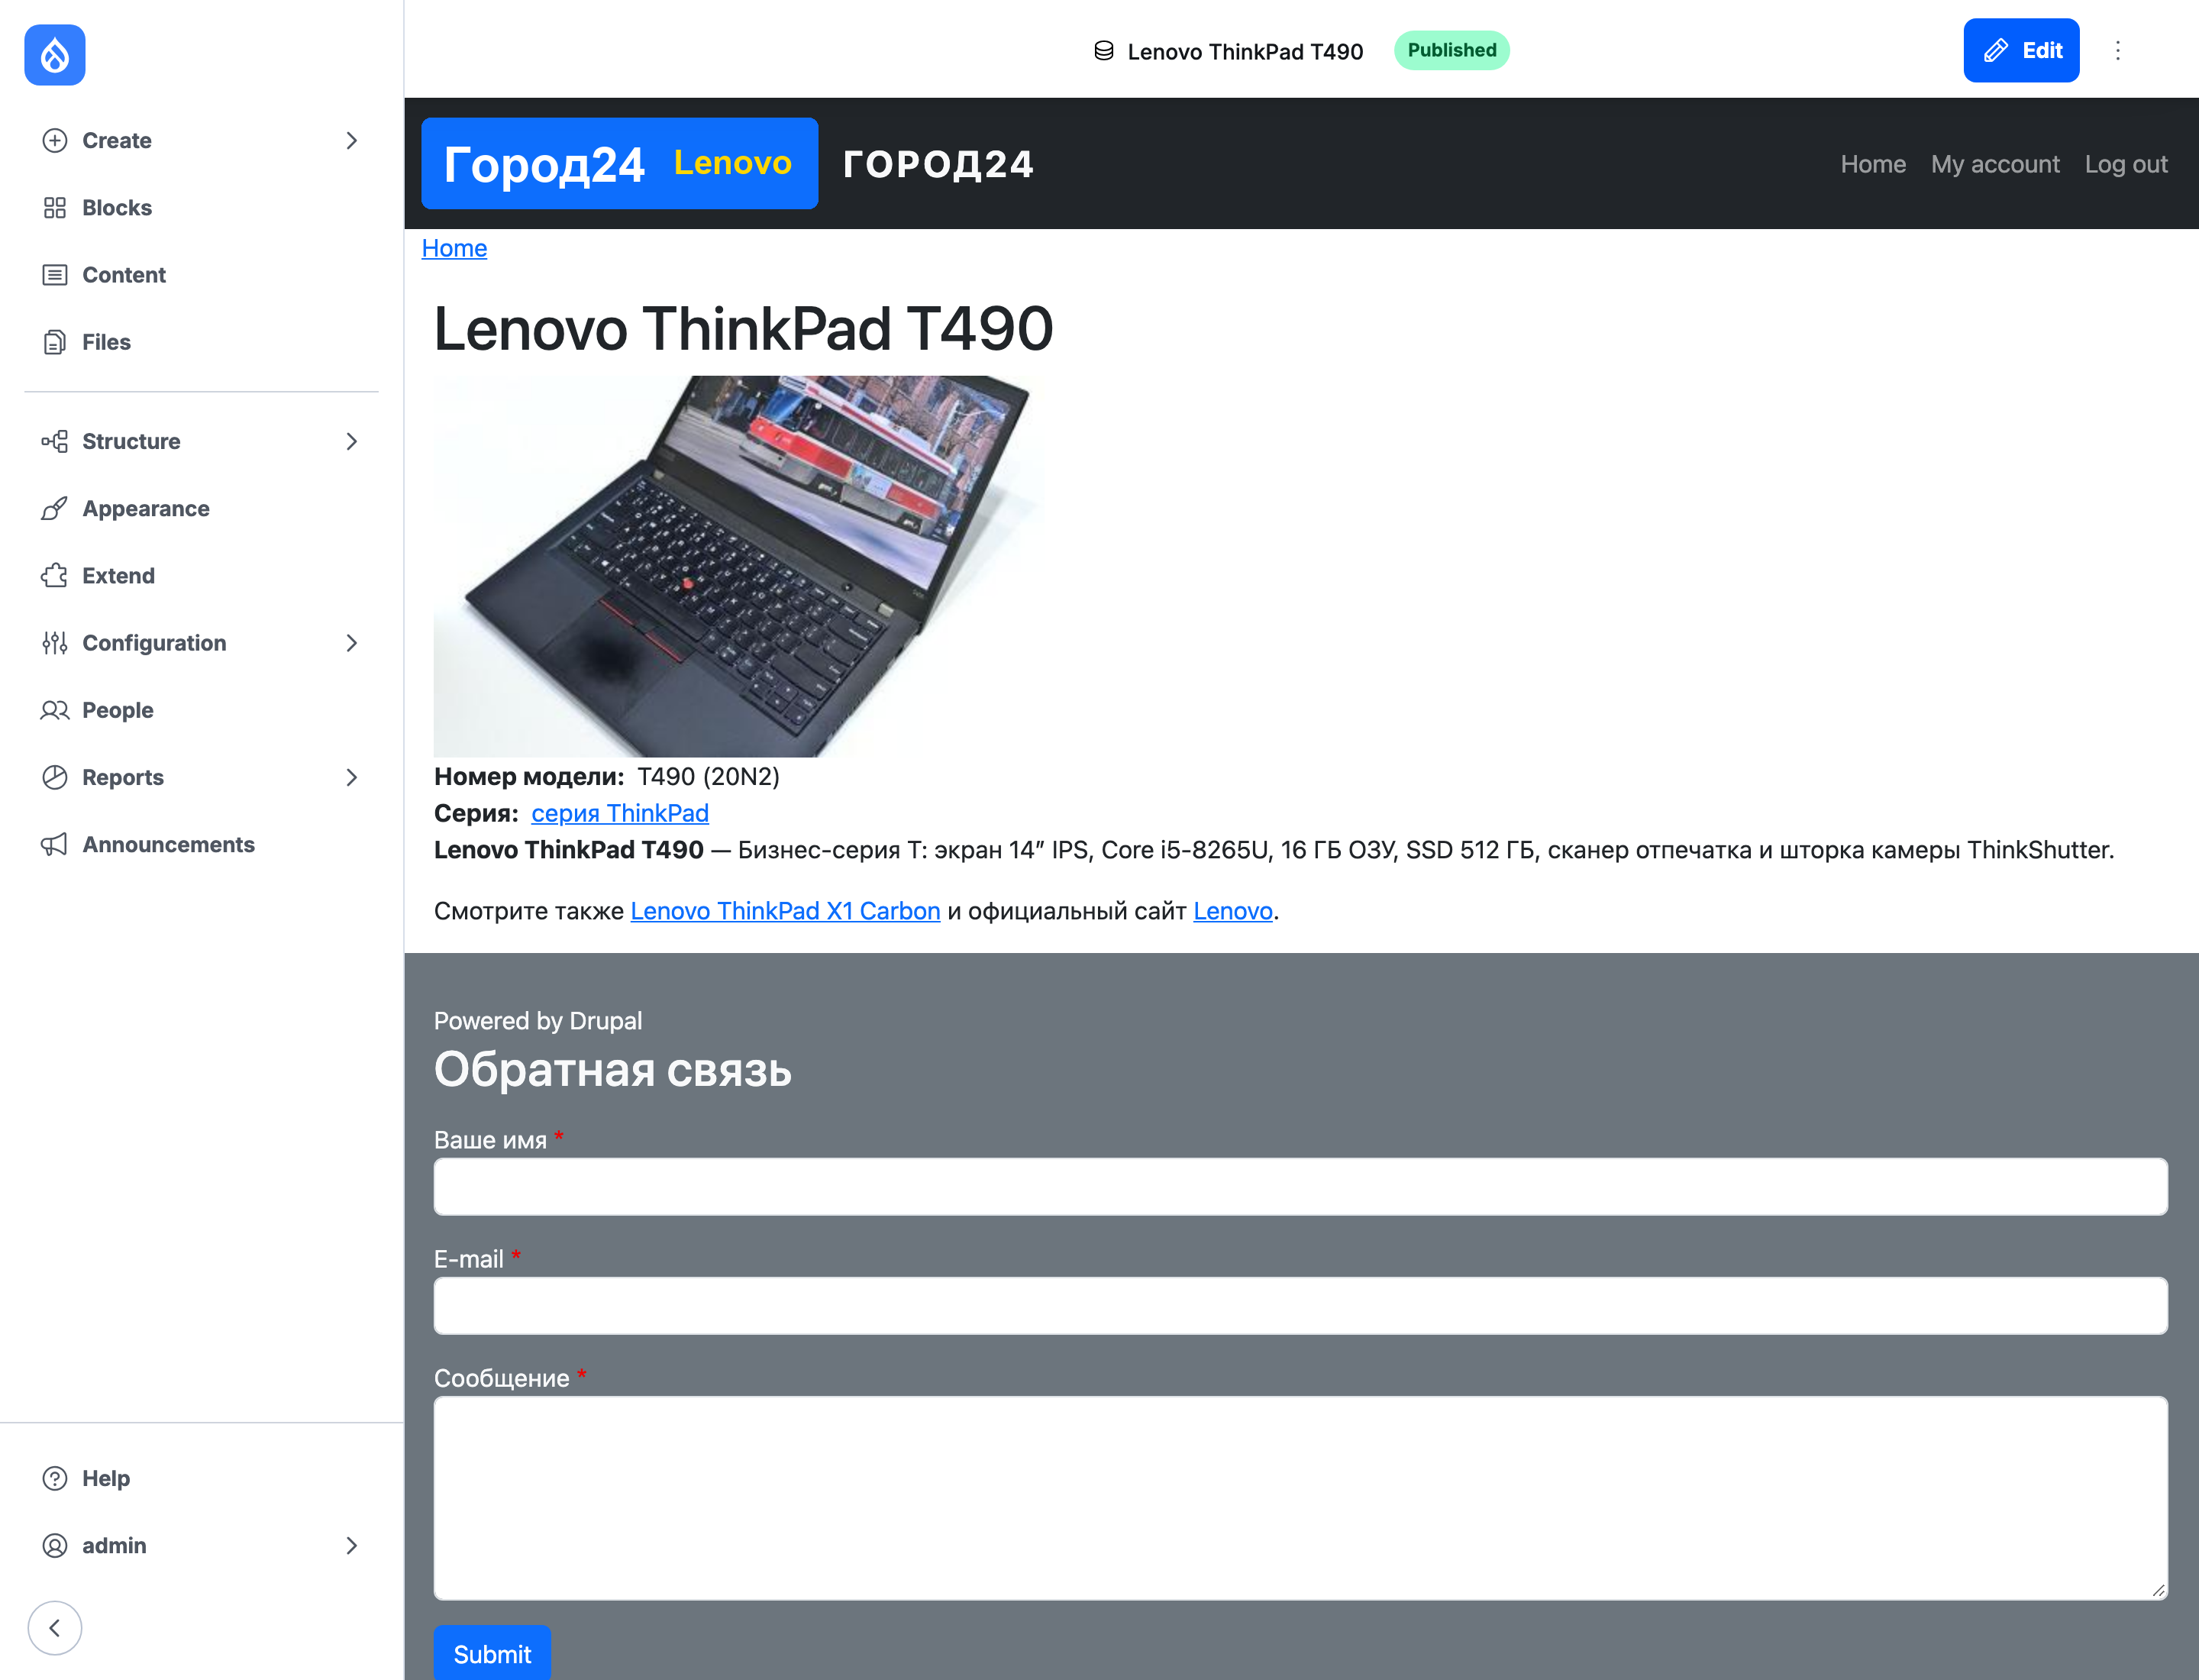 Lenovo ThinkPad T490 Published Edit
Create
Blocks
Content
Files
Structure
Appearance
Extend
Configuration
People
Reports
Announcements
Help
admin
Город24 Lenovo ГОРОД24 Home My account Log out
Home
Lenovo ThinkPad T490
Номер модели: T490 (20N2)
Серия: серия ThinkPad
Lenovo ThinkPad T490 — Бизнес-серия T: экран 14″ IPS, Core i5-8265U, 16 ГБ ОЗУ, SSD 512 ГБ, сканер отпечатка и шторка камеры ThinkShutter.
Смотрите также Lenovo ThinkPad X1 Carbon и официальный сайт Lenovo.
Powered by Drupal
Обратная связь
Ваше имя *
E-mail *
Сообщение *
Submit